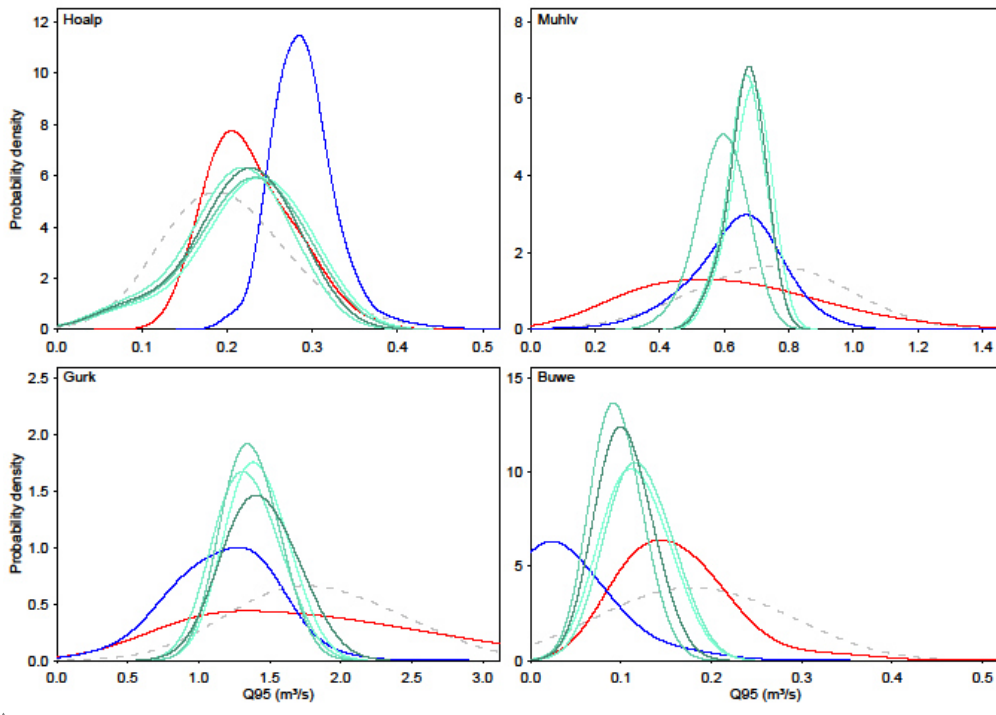 Hoalp
Muhlv
12
10
8
6
4
2
0
Probability density
0.0 0.1 0.2 0.3 0.4 0.5
8
6
4
2
0
0.0 0.2 0.4 0.6 0.8 1.0 1.2 1.4
Gurk
Buwe
2.5
2.0
1.5
1.0
0.5
0.0
Probability density
0.0 0.5 1.0 1.5 2.0 2.5 3.0
Q95 (m³/s)
15
10
5
0
0.0 0.1 0.2 0.3 0.4 0.5
Q95 (m³/s)